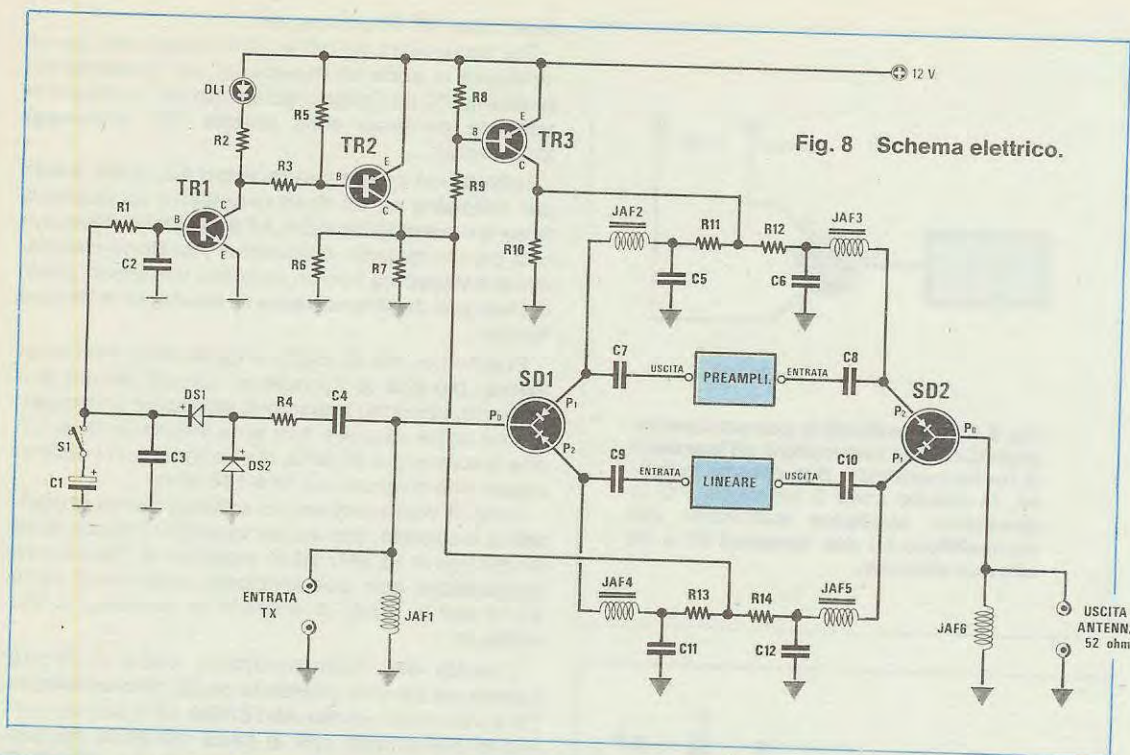 12 V.
DL1
R5
R8
R2
TR2
B
E
C
TR3
Fig. 8 Schema elettrico.
TR1
R3
B
E
C
R9
R1
B
C
E
C2
R6
R7
R10
JAF2
R11
R12
JAF3
C5
C6
C7
USCITA
PREAMPLI.
ENTRATA
C8
SD1
P1
P0
P2
SD2
P2
P0
P1
DS1
R4
C4
S1
C1
C3
DS2
C9
ENTRATA
LINEARE
USCITA
C10
ENTRATA
TX
JAF1
JAF4
R13
R14
JAF5
C11
C12
JAF6
USCITA
ANTENN
52 ohm